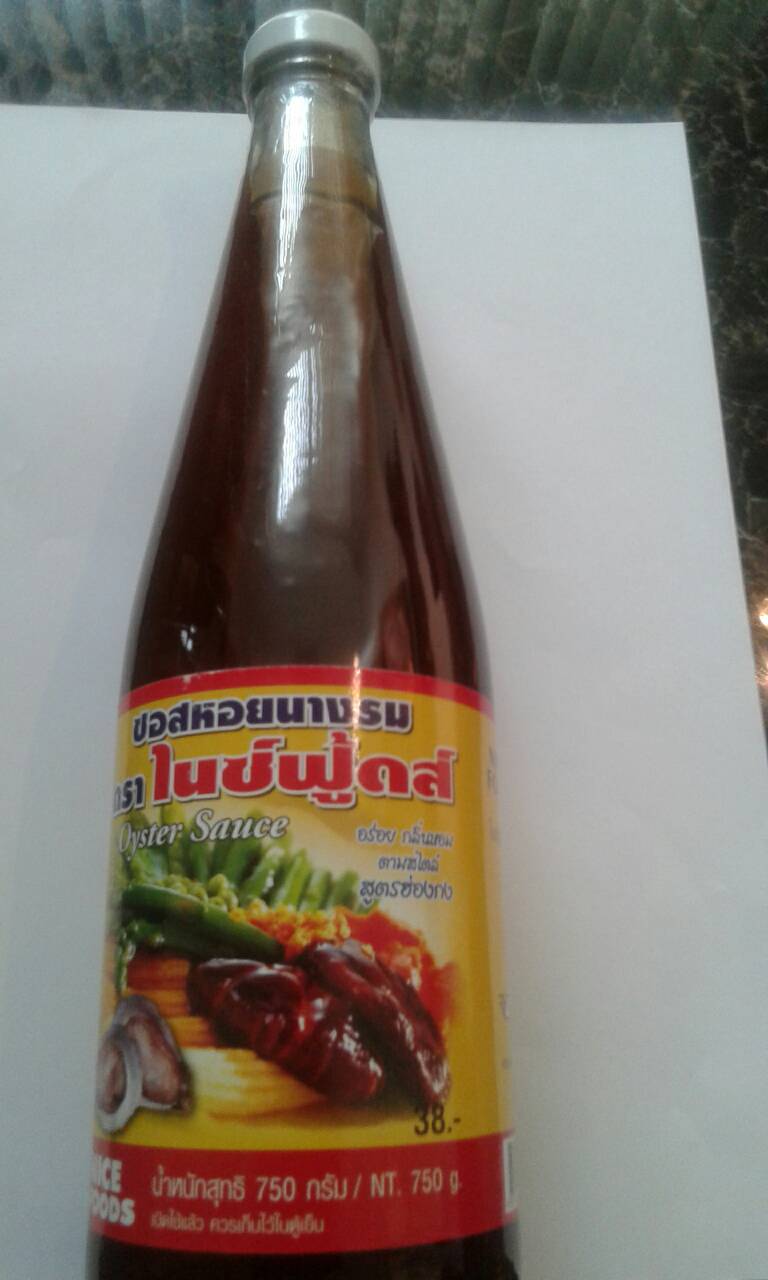 ซอสหอยนางรม
ตรา ไนซ์ฟู้ดส์
Oyster Sauce
อร่อย กลิ่นหอม
ตามสไตล์
สูตรฮ่องกง
38.-
NICE
FOODS
น้ำหนักสุทธิ 750 กรัม / NT. 750 g.
เปิดใช้แล้ว ควรเก็บไว้ในตู้เย็น